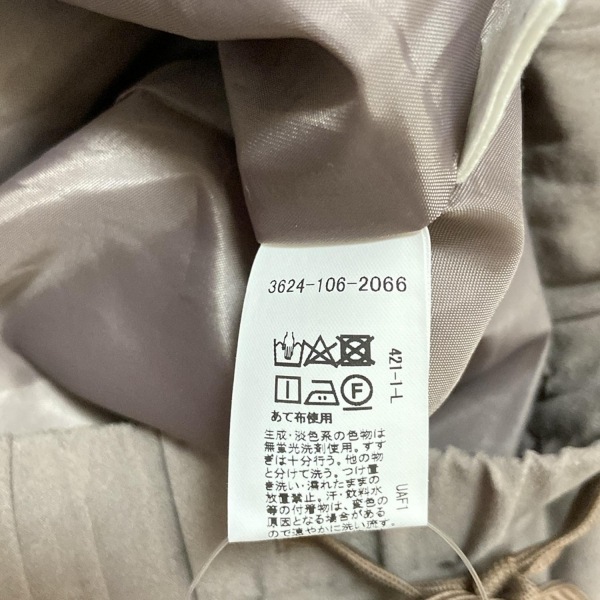 3624-106-2066
421-I-L
F
あて布使用
生成・淡色系の色物は
無蛍光洗剤使用。すす
ぎは十分行う。他の物
と分けて洗う。つけ置
き洗い・濡れたままの
放置禁止。汗・飲料水
等の付着物は、変色の
原因となる場合がある
ので速やかに洗い流す。
UAF1